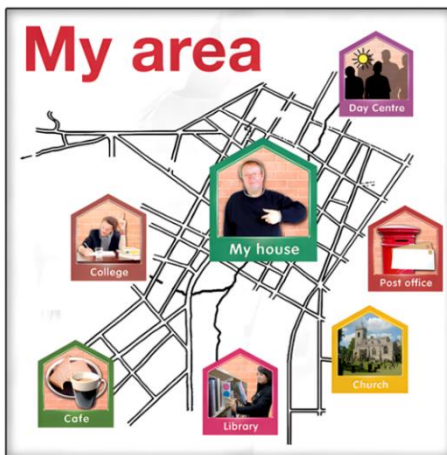 My area
Day Centre
My house
College
Post office
Church
Cafe
Library